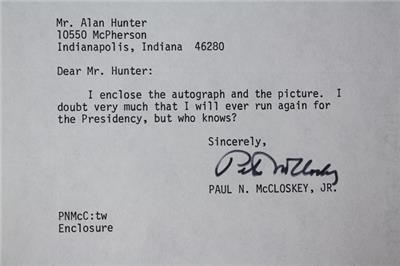 Mr. Alan Hunter
10550 McPherson
Indianapolis, Indiana 46280
Dear Mr. Hunter:
I enclose the autograph and the picture. I
doubt very much that I will ever run again for
the Presidency, but who knows?
Sincerely,
Pete McCloskey
PAUL N. McCLOSKEY, JR.
PNMcC:tw
Enclosure